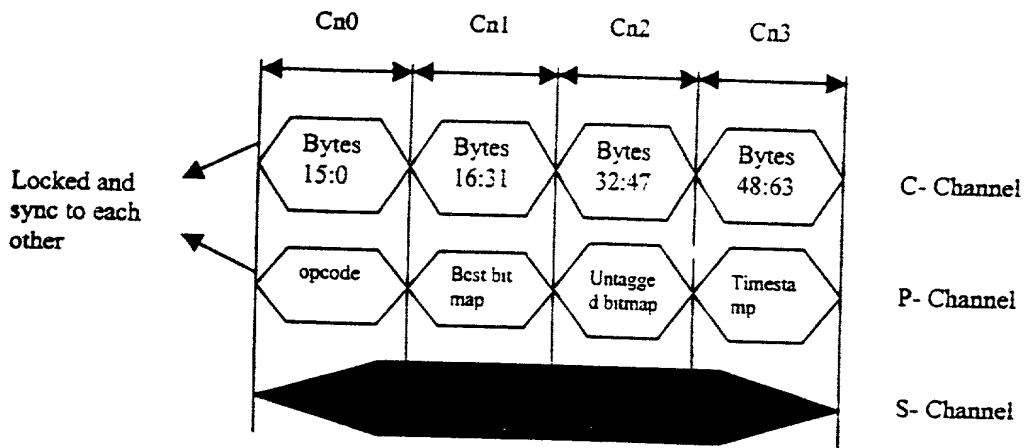 Cn0 Cn1 Cn2 Cn3
Bytes
15:0
Bytes
16:31
Bytes
32:47
Bytes
48:63
C- Channel
Locked and
sync to each
other
opcode
Bcst bit
map
Untagge
d bitmap
Timesta
mp
P- Channel
S- Channel